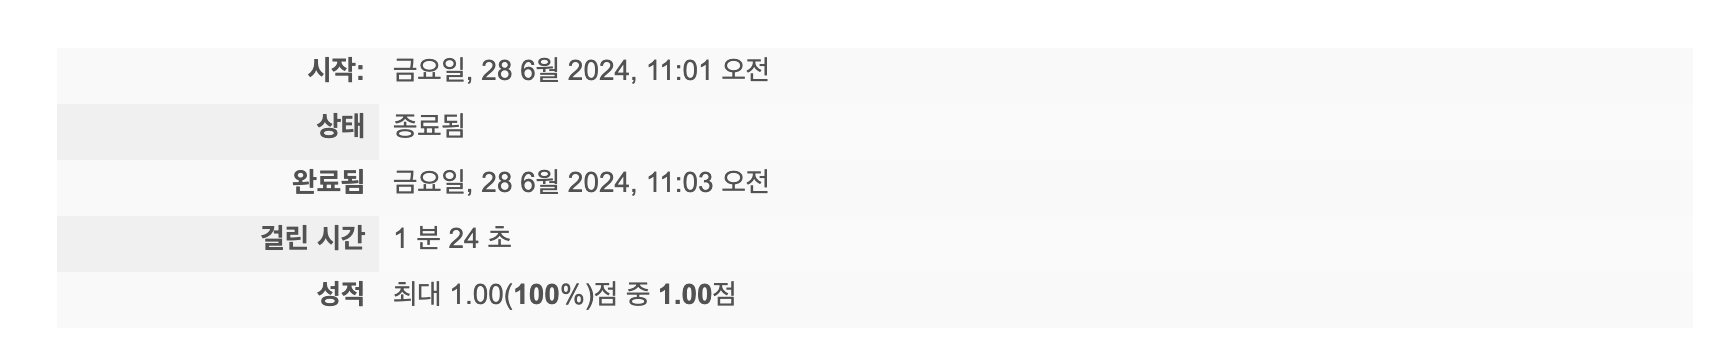 시작: 금요일, 28 6월 2024, 11:01 오전
상태 종료됨
완료됨 금요일, 28 6월 2024, 11:03 오전
걸린 시간 1 분 24 초
성적 최대 1.00(100%)점 중 1.00점